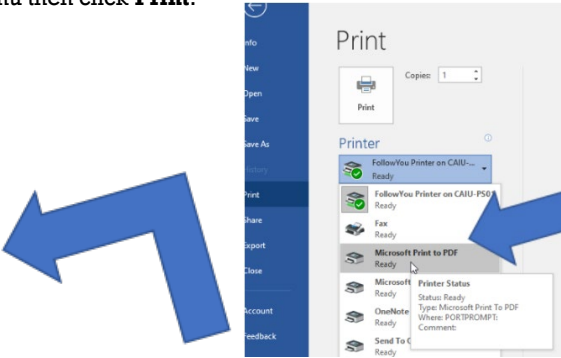 then click Print.
Print
Info
New
Open
Save
Save As
History
Print
Share
Export
Close
Account
Feedback
Copies: 1
Print
Printer
FollowYou Printer on CAIU-...
Ready
FollowYou Printer on CAIU-PS01
Ready
Fax
Ready
Microsoft Print to PDF
Ready
Microsoft
Ready
OneNote
Ready
Send To
Ready
Printer Status
Status: Ready
Type: Microsoft Print To PDF
Where: PORTPROMPT:
Comment: